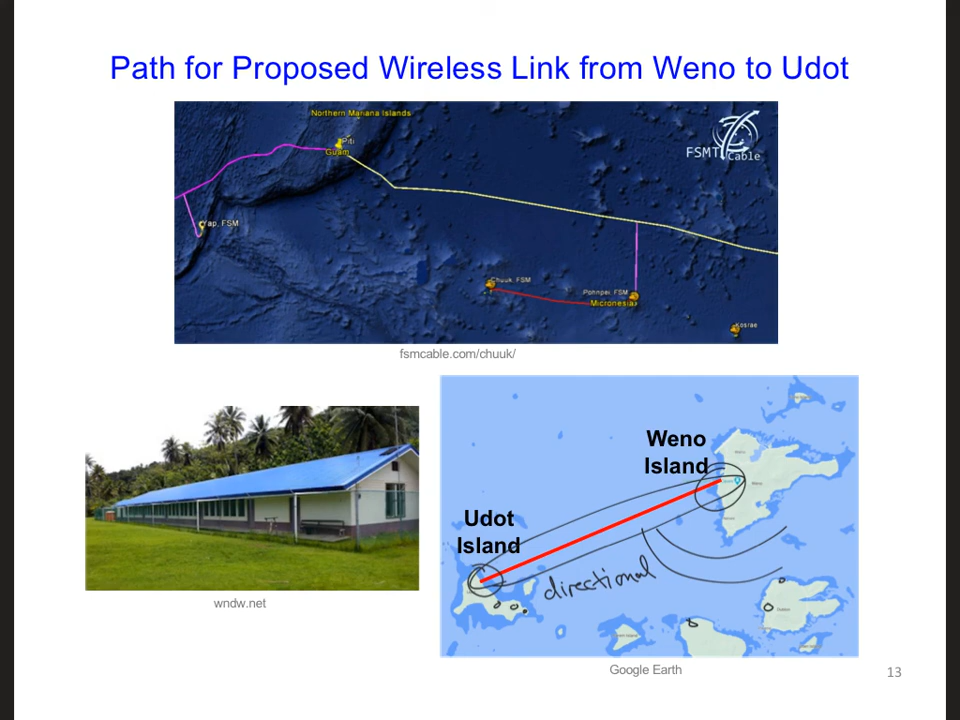 Path for Proposed Wireless Link from Weno to Udot
Northern Mariana Islands
Piti
Guam
FSMT Cable
Yap, FSM
Chuuk, FSM
Pohnpei, FSM
Micronesia
Kosrae
fsmcable.com/chuuk/
Weno
Island
Udot
Island
directional
wndw.net
Google Earth
13